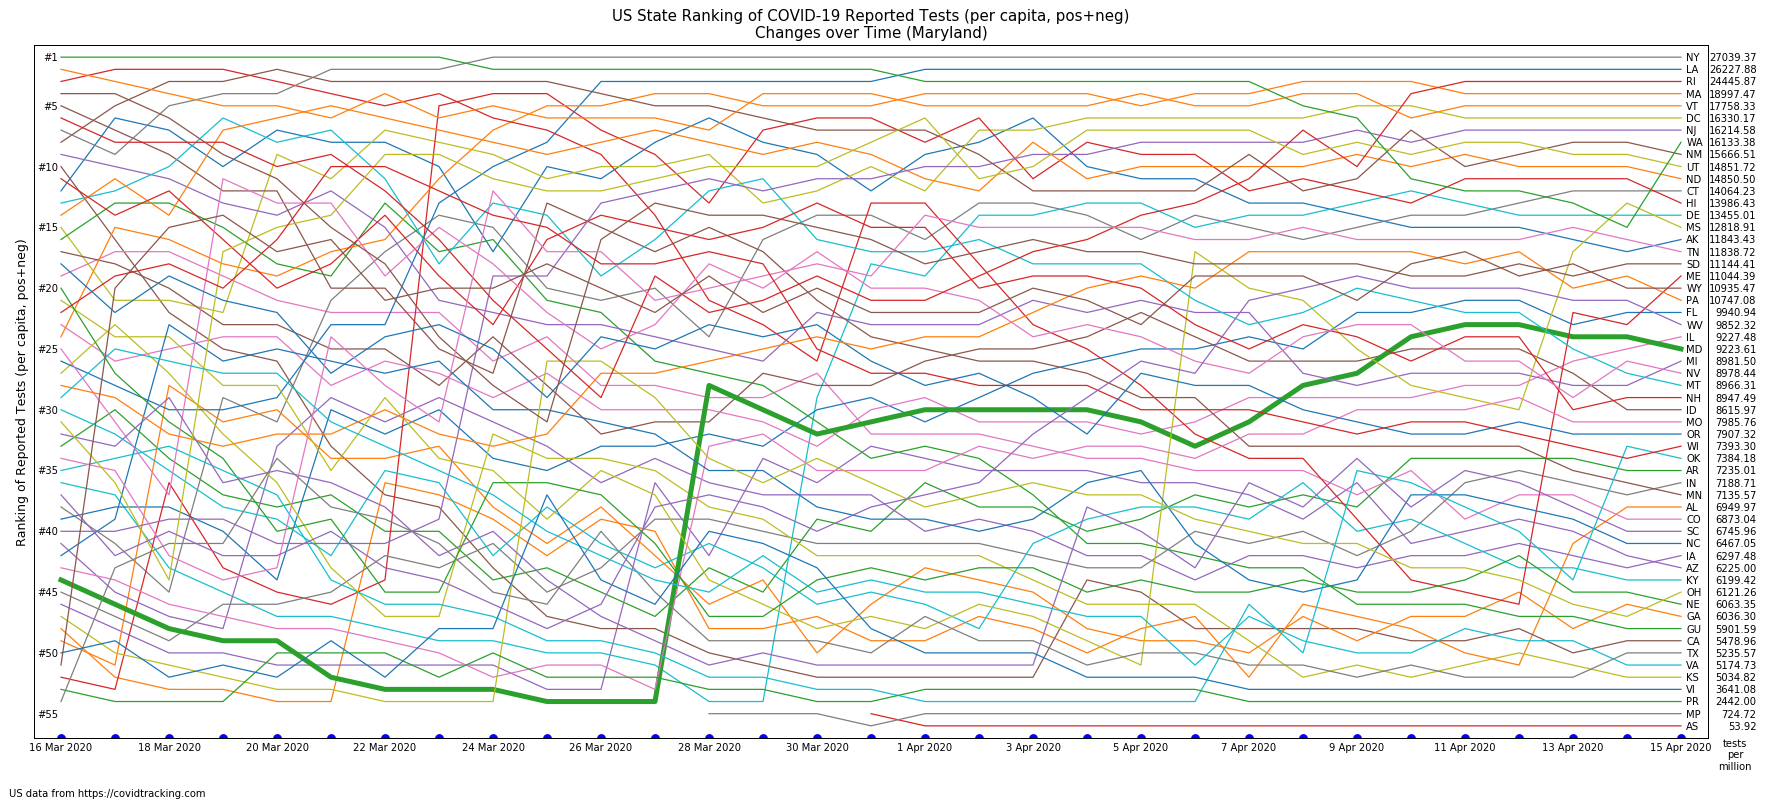 US State Ranking of COVID-19 Reported Tests (per capita, pos+neg)
Changes over Time (Maryland)
Ranking of Reported Tests (per capita, pos+neg)
#1
#5
#10
#15
#20
#25
#30
#35
#40
#45
#50
#55
NY 27039.37
LA 26227.88
RI 24445.87
MA 18997.47
VT 17758.33
DC 16330.17
NJ 16214.58
WA 16133.38
NM 15666.51
UT 14851.72
ND 14850.50
CT 14064.23
HI 13986.43
DE 13455.01
MS 12818.91
AK 11843.43
TN 11838.72
SD 11144.41
ME 11044.39
WY 10935.47
PA 10747.08
FL 9940.94
WV 9852.32
IL 9227.48
MD 9223.61
MI 8981.50
NV 8978.44
MT 8966.31
NH 8947.49
ID 8615.97
MO 7985.76
OR 7907.32
WI 7393.30
OK 7384.18
AR 7235.01
IN 7188.71
MN 7135.57
AL 6949.97
CO 6873.04
SC 6745.96
NC 6467.05
IA 6297.48
AZ 6225.00
KY 6199.42
OH 6121.26
NE 6063.35
GA 6036.30
GU 5901.59
CA 5478.96
TX 5235.57
VA 5174.73
KS 5034.82
VI 3641.08
PR 2442.00
MP 724.72
AS 53.92
16 Mar 2020 18 Mar 2020 20 Mar 2020 22 Mar 2020 24 Mar 2020 26 Mar 2020 28 Mar 2020 30 Mar 2020 1 Apr 2020 3 Apr 2020 5 Apr 2020 7 Apr 2020 9 Apr 2020 11 Apr 2020 13 Apr 2020 15 Apr 2020
tests
per
million
US data from https://covidtracking.com